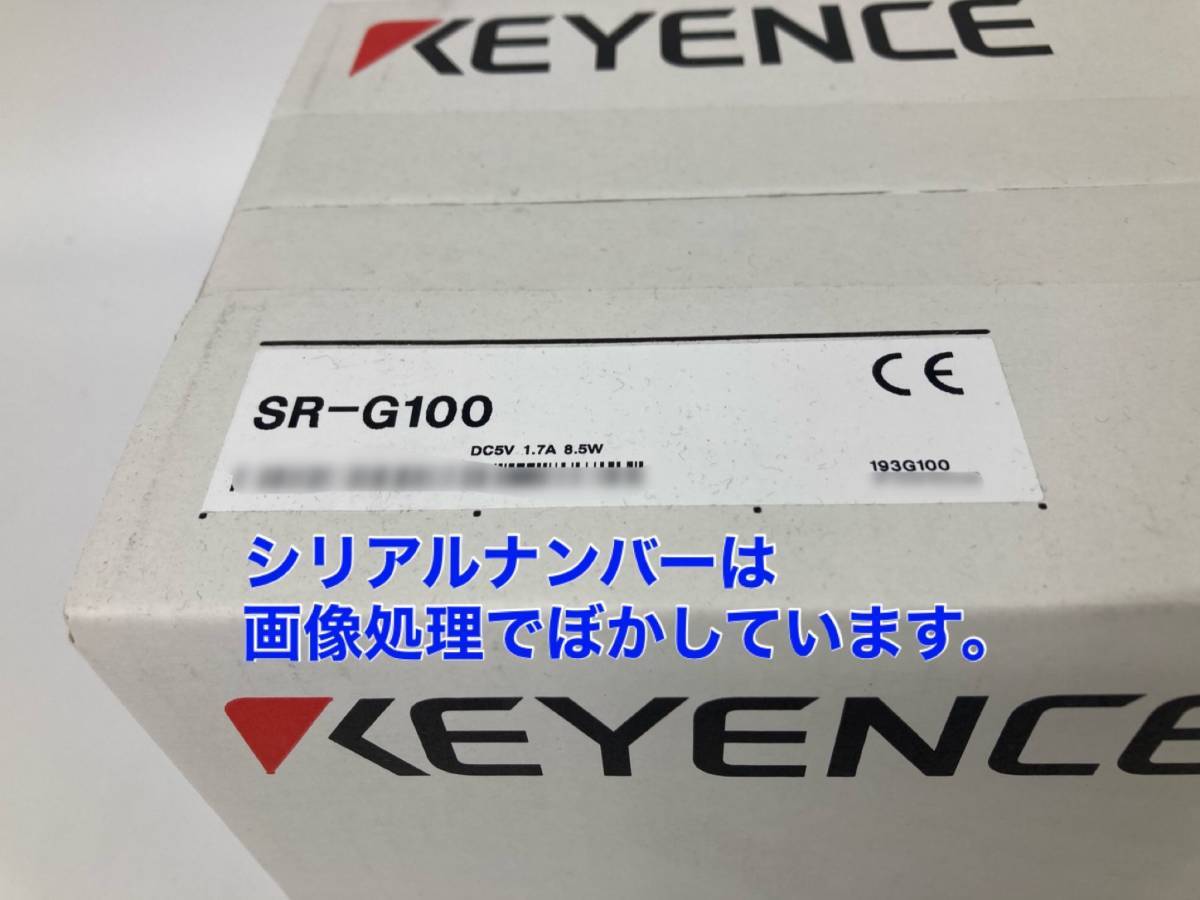 KEYENCE
SR-G100
CE
DC5V 1.7A 8.5W
193G100
シリアルナンバーは
画像処理でぼかしています。
KEYENCE